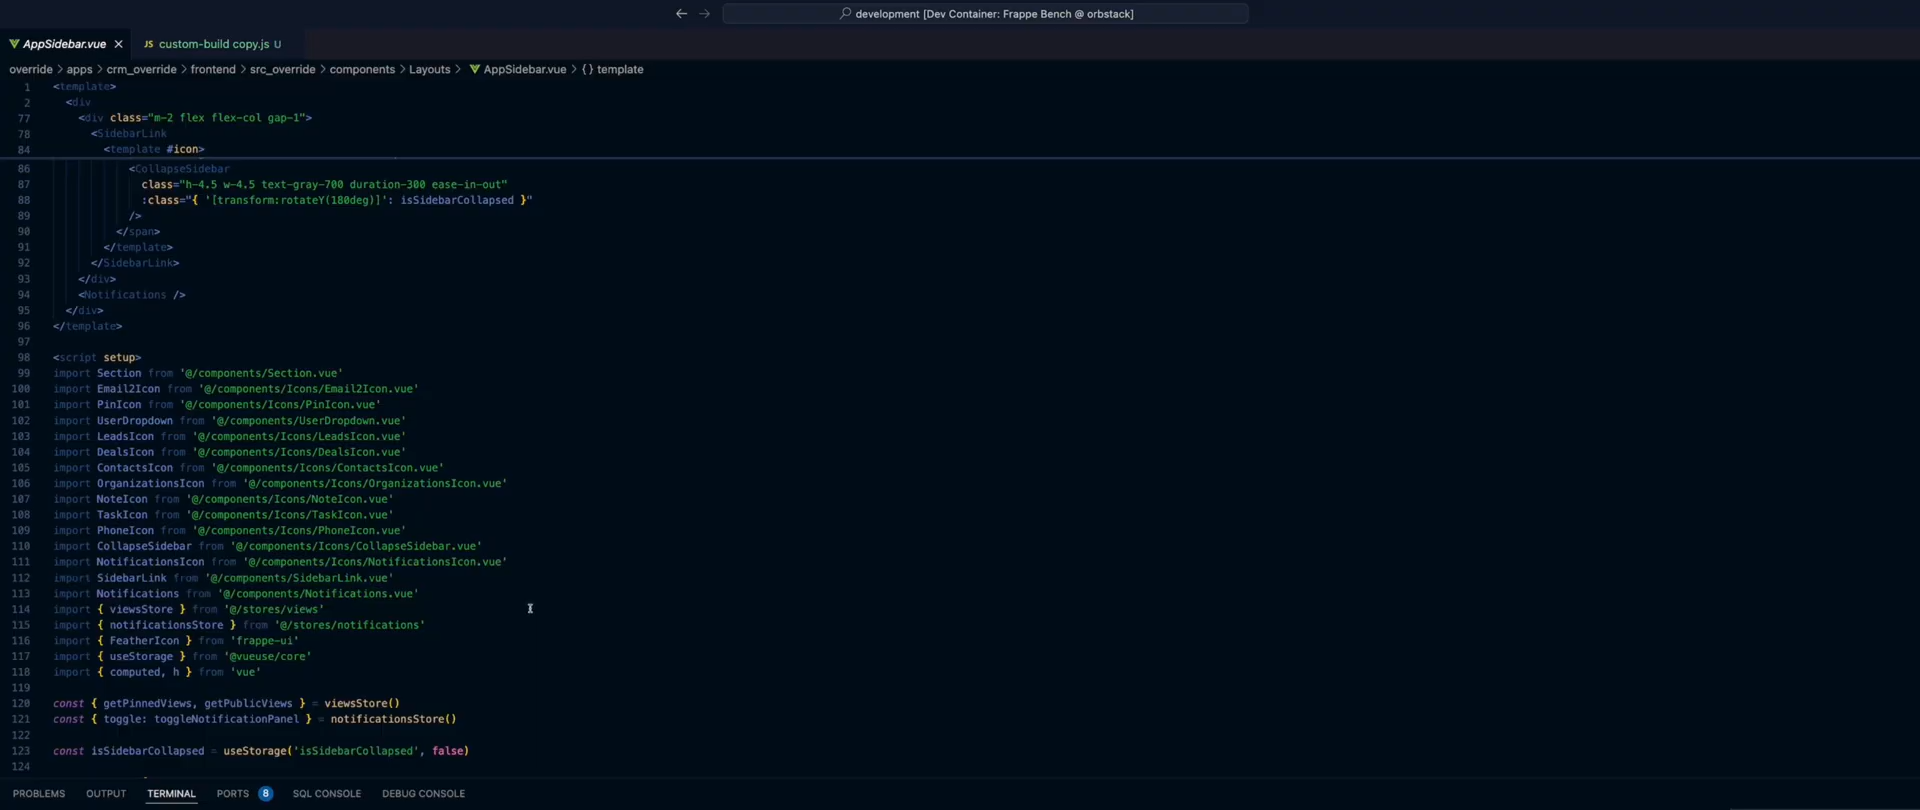 development [Dev Container: Frappe Bench @ orbstack]
AppSidebar.vue
JS custom-build copy.js U
override > apps > crm_override > frontend > src_override > components > Layouts > AppSidebar.vue > {} template
1 <template>
2 <div
77 <div class="m-2 flex flex-col gap-1">
78 <SidebarLink
84 <template #icon>
86 <CollapseSidebar
87 class="h-4.5 w-4.5 text-gray-700 duration-300 ease-in-out"
88 :class="{ '[transform:rotateY(180deg)]': isSidebarCollapsed }"
89 />
90 </span>
91 </template>
92 </SidebarLink>
93 </div>
94 <Notifications />
95 </div>
96 </template>
97
98 <script setup>
99 import Section from '@/components/Section.vue'
100 import Email2Icon from '@/components/Icons/Email2Icon.vue'
101 import PinIcon from '@/components/Icons/PinIcon.vue'
102 import UserDropdown from '@/components/UserDropdown.vue'
103 import LeadsIcon from '@/components/Icons/LeadsIcon.vue'
104 import DealsIcon from '@/components/Icons/DealsIcon.vue'
105 import ContactsIcon from '@/components/Icons/ContactsIcon.vue'
106 import OrganizationsIcon from '@/components/Icons/OrganizationsIcon.vue'
107 import NoteIcon from '@/components/Icons/NoteIcon.vue'
108 import TaskIcon from '@/components/Icons/TaskIcon.vue'
109 import PhoneIcon from '@/components/Icons/PhoneIcon.vue'
110 import CollapseSidebar from '@/components/Icons/CollapseSidebar.vue'
111 import NotificationsIcon from '@/components/Icons/NotificationsIcon.vue'
112 import SidebarLink from '@/components/SidebarLink.vue'
113 import Notifications from '@/components/Notifications.vue'
114 import { viewsStore } from '@/stores/views'
115 import { notificationsStore } from '@/stores/notifications'
116 import { FeatherIcon } from 'frappe-ui'
117 import { useStorage } from '@vueuse/core'
118 import { computed, h } from 'vue'
119
120 const { getPinnedViews, getPublicViews } = viewsStore()
121 const { toggle: toggleNotificationPanel } = notificationsStore()
122
123 const isSidebarCollapsed = useStorage('isSidebarCollapsed', false)
124
PROBLEMS OUTPUT TERMINAL PORTS 8 SQL CONSOLE DEBUG CONSOLE